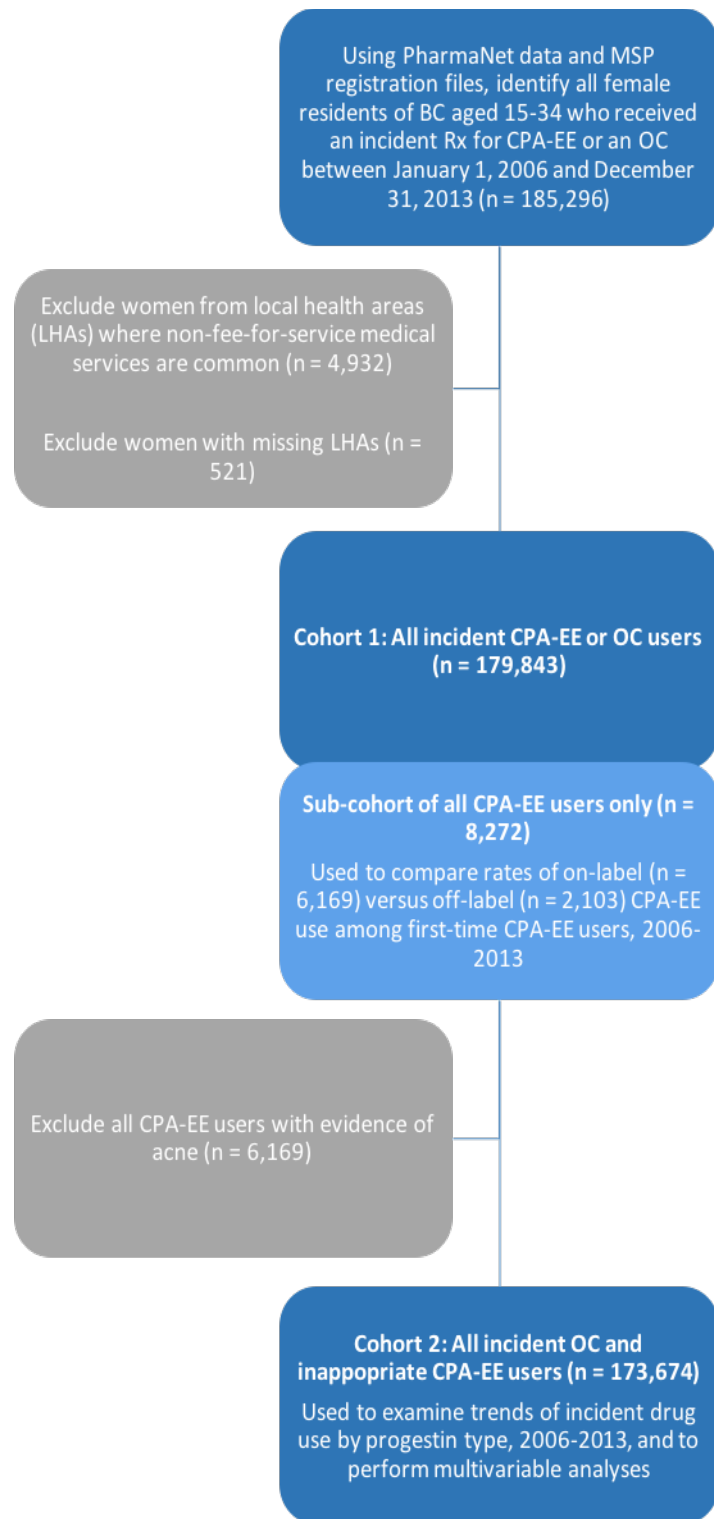 Using PharmaNet data and MSP
registration files, identify all female
residents of BC aged 15-34 who received
an incident Rx for CPA-EE or an OC
between January 1, 2006 and December
31, 2013 (n = 185,296)
Exclude women from local health areas
(LHAs) where non-fee-for-service medical
services are common (n = 4,932)
Exclude women with missing LHAs (n =
521)
Cohort 1: All incident CPA-EE or OC users
(n = 179,843)
Sub-cohort of all CPA-EE users only (n =
8,272)
Used to compare rates of on-label (n =
6,169) versus off-label (n = 2,103) CPA-EE
use among first-time CPA-EE users, 2006-
2013
Exclude all CPA-EE users with evidence of
acne (n = 6,169)
Cohort 2: All incident OC and
inappopriate CPA-EE users (n = 173,674)
Used to examine trends of incident drug
use by progestin type, 2006-2013, and to
perform multivariable analyses